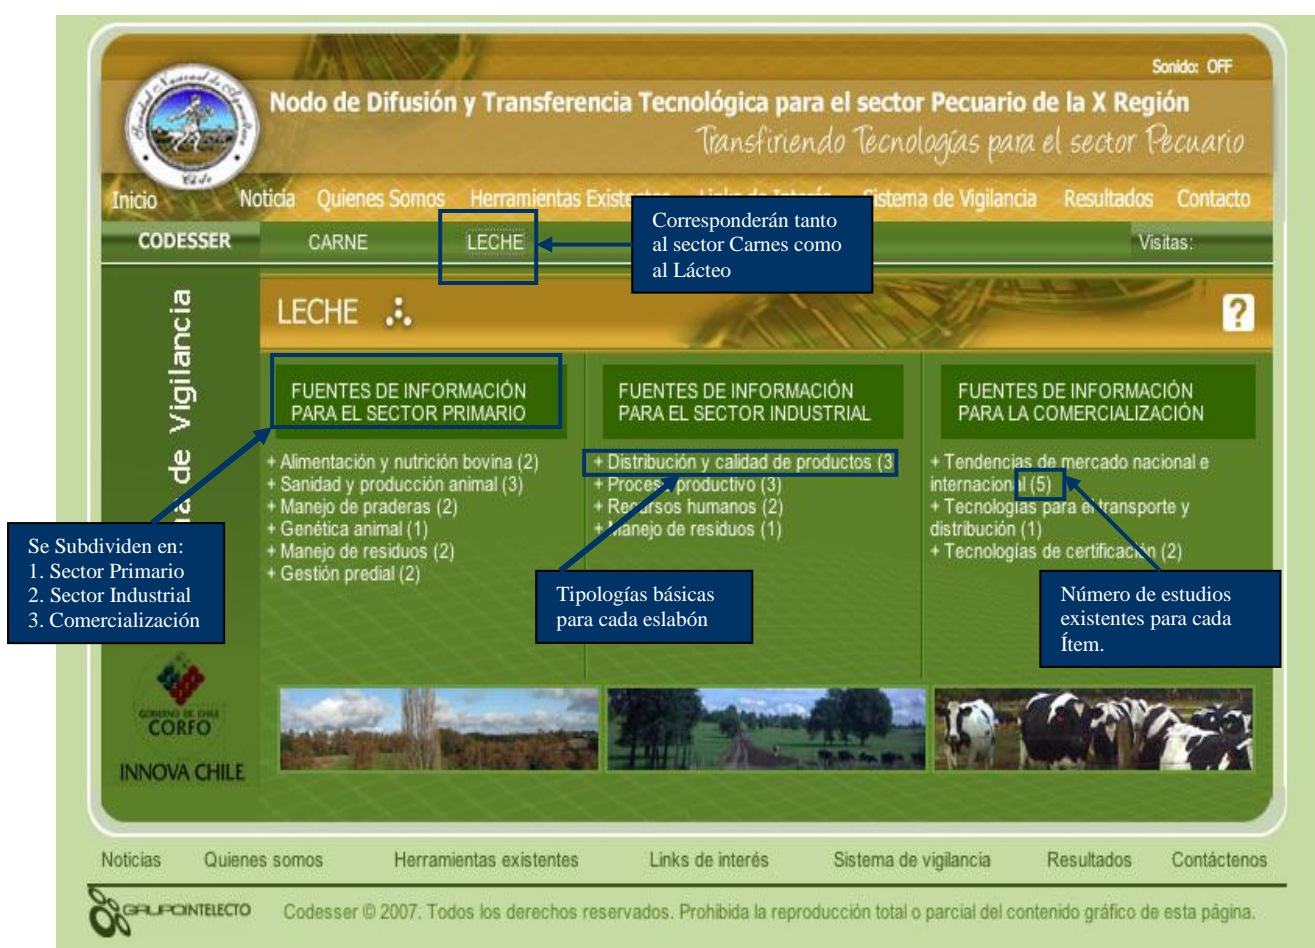 Sonido: OFF
Nodo de Difusión y Transferencia Tecnológica para el sector Pecuario de la X Región
Transfiriendo Tecnologías para el sector Pecuario
Inicio Noticia Quienes Somos Herramientas Sistema de Vigilancia Resultados Contacto
CODESSER CARNE LECHE Visitas:
Corresponderán tanto
al sector Carnes como
al Lácteo
de Vigilancia
LECHE
?
FUENTES DE INFORMACIÓN
PARA EL SECTOR PRIMARIO
+ Alimentación y nutrición bovina (2)
+ Sanidad y producción animal (3)
+ Manejo de praderas (2)
+ Genética animal (1)
+ Manejo de residuos (2)
+ Gestión predial (2)
FUENTES DE INFORMACIÓN
PARA EL SECTOR INDUSTRIAL
+ Distribución y calidad de productos (3
+ Proceso productivo (3)
+ Recursos humanos (2)
+ Manejo de residuos (1)
FUENTES DE INFORMACIÓN
PARA LA COMERCIALIZACIÓN
+ Tendencias de mercado nacional e
internacional (5)
+ Tecnologías para el transporte y
distribución (1)
+ Tecnologías de certificación (2)
Se Subdividen en:
1. Sector Primario
2. Sector Industrial
3. Comercialización
Tipologías básicas
para cada eslabón
Número de estudios
existentes para cada
Ítem.
GOBIERNO DE CHILE
CORFO
INNOVA CHILE
Noticias Quienes somos Herramientas existentes Links de interés Sistema de vigilancia Resultados Contáctenos
GRUPOINTELECTO Codesser © 2007. Todos los derechos reservados. Prohibida la reproducción total o parcial del contenido gráfico de esta página.